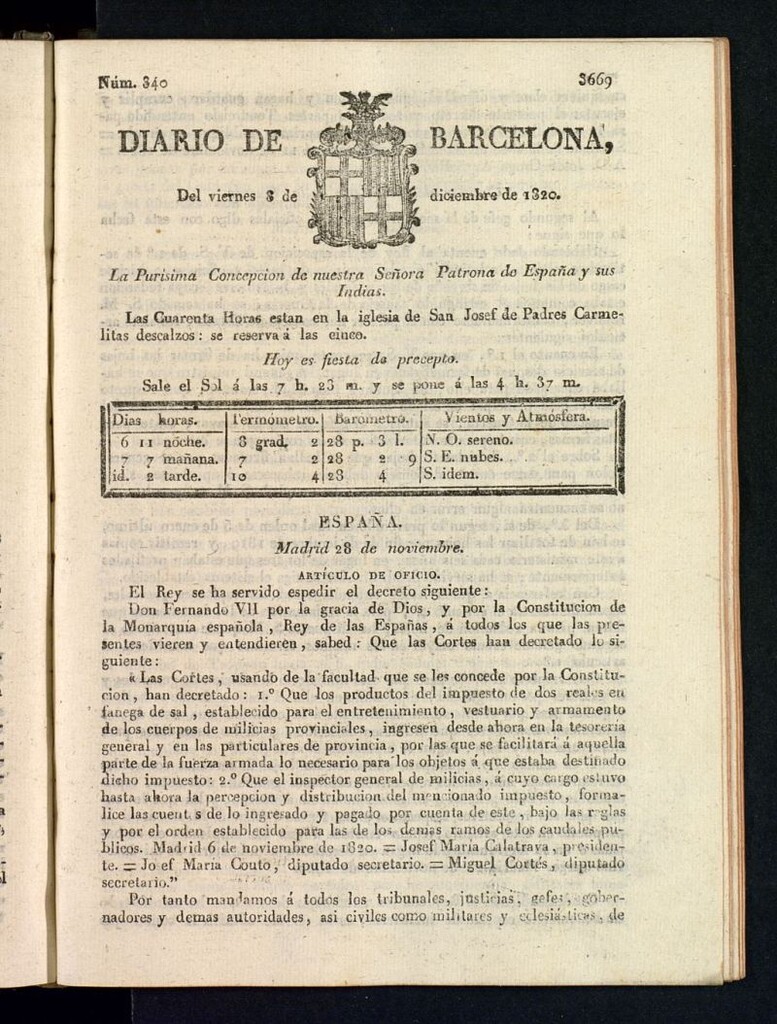 Núm. 340 3669
DIARIO DE BARCELONA,
Del viernes 8 de diciembre de 1820.
La Purisima Concepcion de nuestra Señora Patrona de España y sus
Indias.
Las Cuarenta Horas estan en la iglesia de San Josef de Padres Carme-
litas descalzos: se reserva á las cinco.
Hoy es fiesta de precepto.
Sale el Sol á las 7 h. 23 m. y se pone á las 4 h. 37 m.
Dias horas. Termómetro. Barometro. Vientos y Atmósfera.
6 11 noche. 8 grad. 2 28 p. 3 l. N. O. sereno.
7 7 mañana. 7 2 28 2 9 S. E. nubes.
id. 2 tarde. 10 4 28 4 S. idem.
ESPAÑA.
Madrid 28 de noviembre.
ARTÍCULO DE OFICIO.
El Rey se ha servido espedir el decreto siguiente:
Don Fernando VII por la gracia de Dios, y por la Constitucion de
la Monarquía española, Rey de las Españas, á todos los que las pre-
sentes vieren y entendieren, sabed: Que las Cortes han decretado lo si-
guiente:
« Las Cortes, usando de la facultad que se les concede por la Constitu-
cion, han decretado: 1.º Que los productos del impuesto de dos reales en
fanega de sal, establecido para el entretenimiento, vestuario y armamento
de los cuerpos de milicias provinciales, ingresen desde ahora en la tesorería
general y en las particulares de provincia, por las que se facilitará á aquella
parte de la fuerza armada lo necesario para los objetos á que estaba destinado
dicho impuesto: 2.º Que el inspector general de milicias, á cuyo cargo estuvo
hasta ahora la percepcion y distribucion del mencionado impuesto, forma-
lice las cuentas de lo ingresado y pagado por cuenta de este, bajo las reglas
y por el orden establecido para las de los demas ramos de los caudales pú-
blicos. Madrid 6 de noviembre de 1820. = Josef María Calatrava, presiden-
te. = Josef María Couto, diputado secretario. = Miguel Cortés, diputado
secretario."
Por tanto mandamos á todos los tribunales, justicias, gefes, gober-
nadores y demas autoridades, asi civiles como militares y eclesiásticas, de